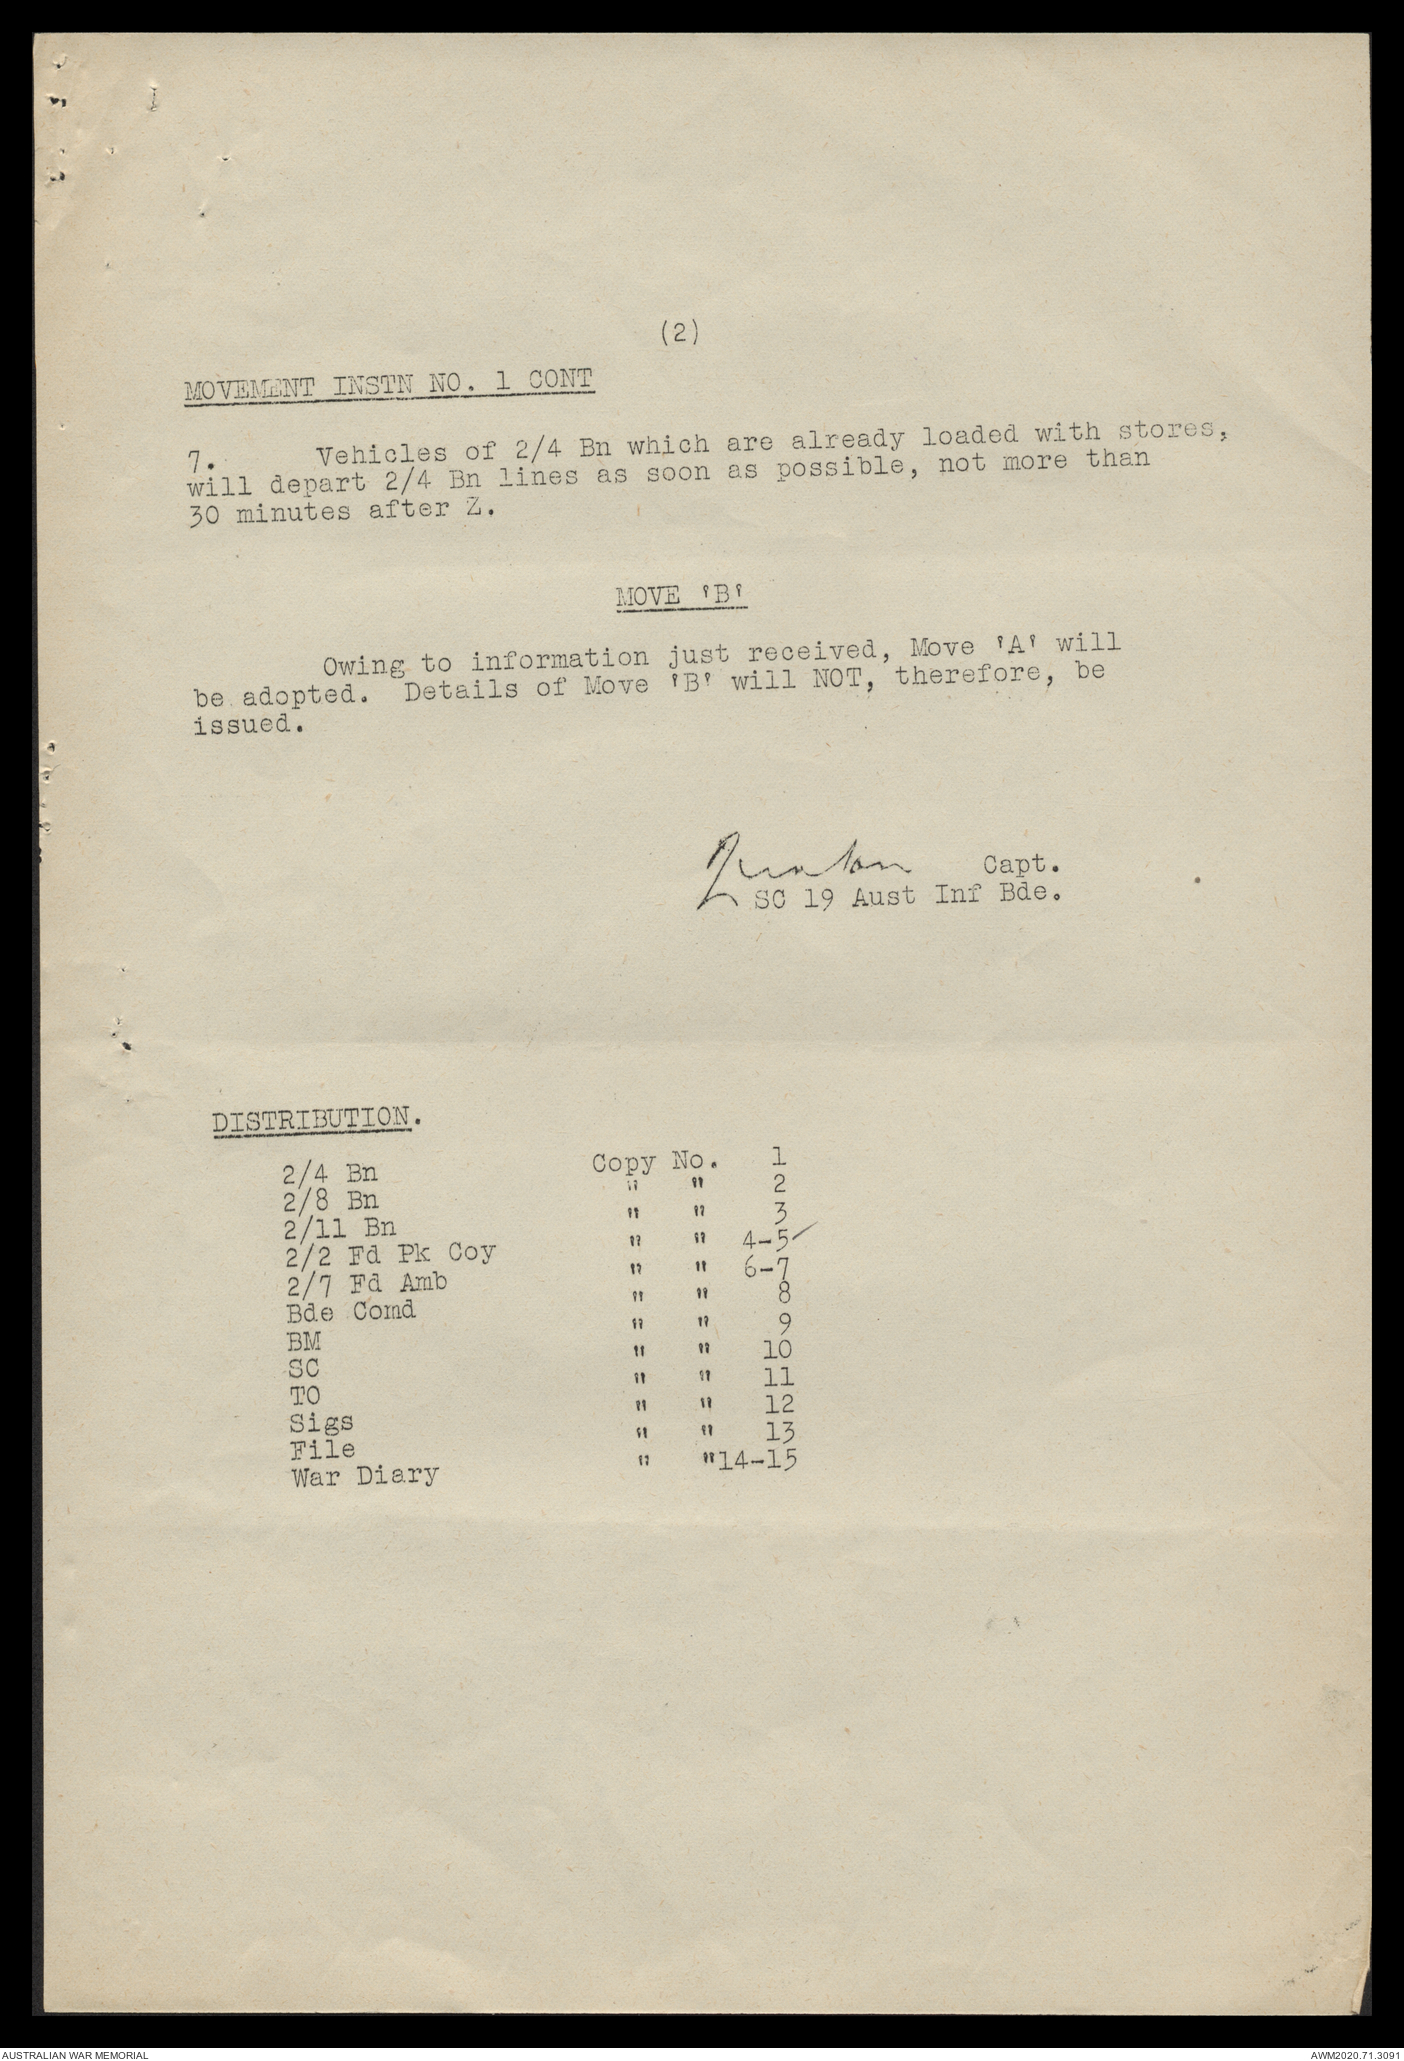 (2)
MOVEMENT INSTN NO. 1 CONT
7. Vehicles of 2/4 Bn which are already loaded with stores,
will depart 2/4 Bn lines as soon as possible, not more than
30 minutes after Z.
MOVE 'B'
Owing to information just received, Move 'A' will
be adopted. Details of Move 'B' will NOT, therefore, be
issued.
Capt.
SC 19 Aust Inf Bde.
DISTRIBUTION.
2/4 Bn Copy No. 1
2/8 Bn " " 2
2/11 Bn " " 3
2/2 Fd Pk Coy " " 4-5
2/7 Fd Amb " " 6-7
Bde Comd " " 8
BM " " 9
SC " " 10
TO " " 11
Sigs " " 12
File " " 13
War Diary " " 14-15
AUSTRALIAN WAR MEMORIAL
AWM2020.71.3091